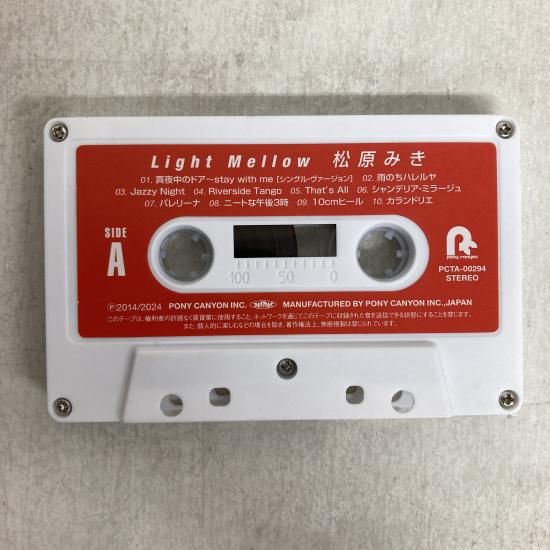 Light Mellow 松原みき
01. 真夜中のドア～stay with me [シングル・ヴァージョン] 02. 雨のちハレルヤ
03. Jazzy Night 04. Riverside Tango 05. That's All 06. シャンデリア・ミラージュ
07. バレリーナ 08. ニートな午後3時 09. 10cmヒール 10. カランドリエ
SIDE
A
pony canyon
PCTA-00294
STEREO
100 50 0
Ⓟ2014/2024 PONY CANYON INC. MANUFACTURED BY PONY CANYON INC.,JAPAN
このテープは、権利者の許諾なく賃貸業に使用すること、ネットワークを通じてこのテープに収録された音を送信できる状態にすることを禁じます。
また、個人的に楽しむなどの場合を除き、著作権法上、無断複製は禁じられています。